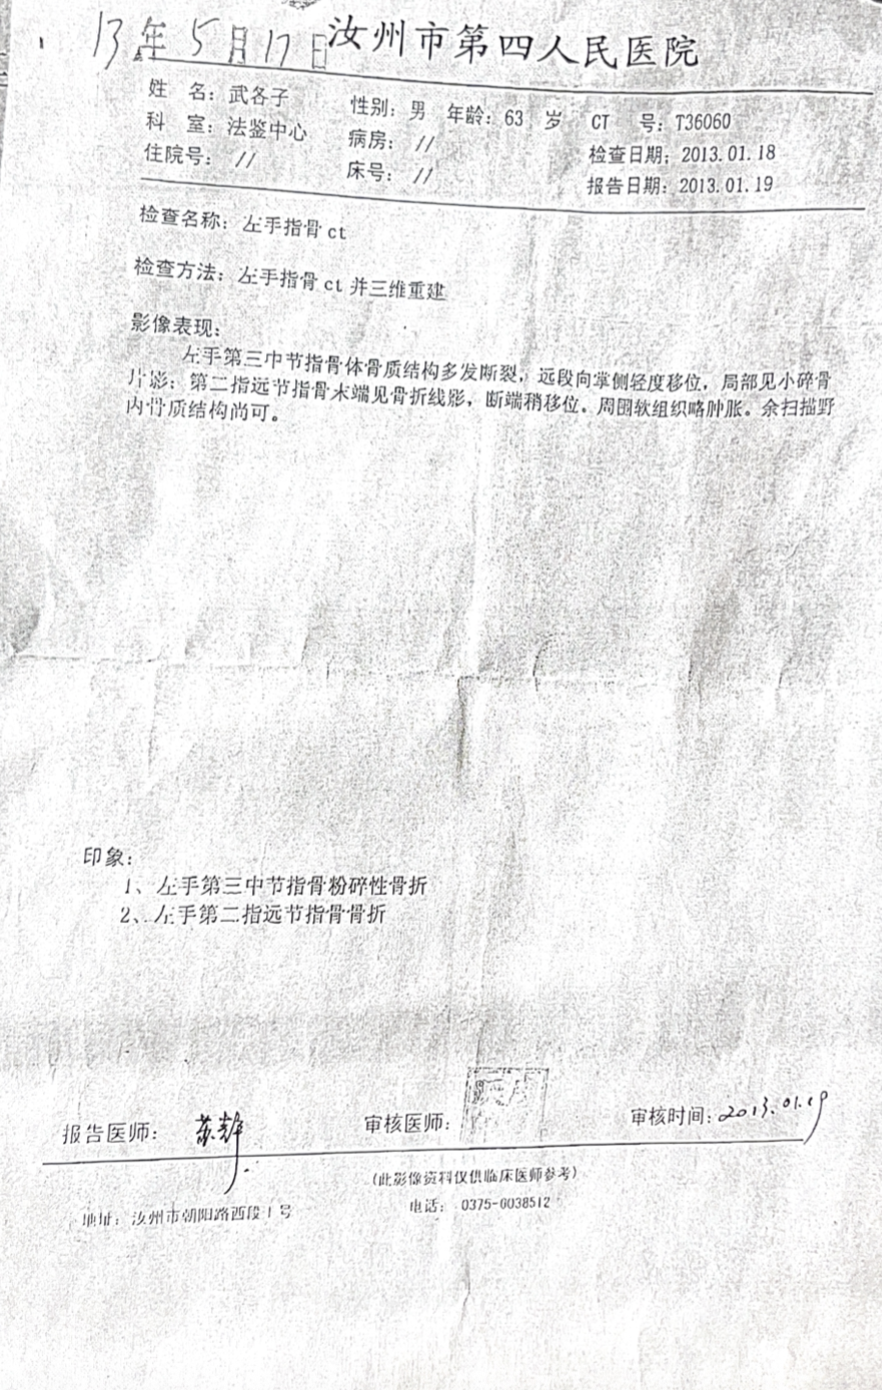 13年5月17日
汝州市第四人民医院
姓 名：武各子 性别：男 年龄：63 岁 CT 号：T36060
科 室：法鉴中心 病房： // 检查日期：2013.01.18
住院号： // 床号： // 报告日期：2013.01.19
检查名称：左手指骨ct
检查方法：左手指骨ct并三维重建
影像表现：
左手第三中节指骨体骨质结构多发断裂，远段向掌侧轻度移位，局部见小碎骨
片影；第二指远节指骨末端见骨折线影，断端稍移位。周围软组织略肿胀。余扫描野
内骨质结构尚可。
印象：
1、左手第三中节指骨粉碎性骨折
2、左手第二指远节指骨骨折
报告医师： 审核医师： 审核时间：2013.01.19
(此影像资料仅供临床医师参考)
地址：汝州市朝阳路西段1号 电话： 0375-6038512